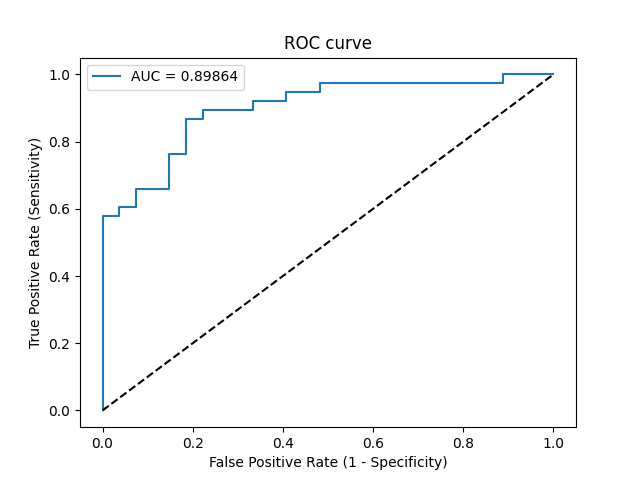 ROC curve
AUC = 0.89864
True Positive Rate (Sensitivity)
1.0
0.8
0.6
0.4
0.2
0.0
0.0 0.2 0.4 0.6 0.8 1.0
False Positive Rate (1 - Specificity)